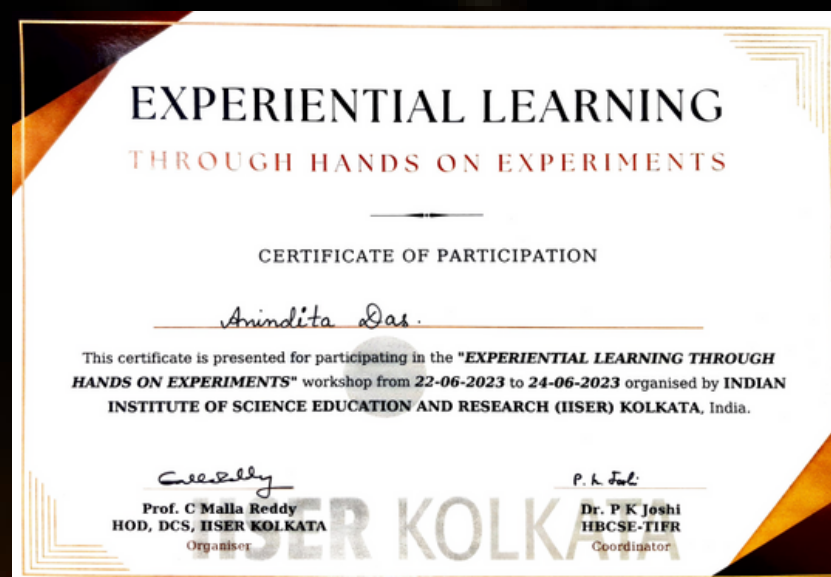 EXPERIENTIAL LEARNING
THROUGH HANDS ON EXPERIMENTS
CERTIFICATE OF PARTICIPATION
Anindita Das.
This certificate is presented for participating in the "EXPERIENTIAL LEARNING THROUGH
HANDS ON EXPERIMENTS" workshop from 22-06-2023 to 24-06-2023 organised by INDIAN
INSTITUTE OF SCIENCE EDUCATION AND RESEARCH (IISER) KOLKATA, India.
P. K. Joshi
Prof. C Malla Reddy
HOD, DCS, IISER KOLKATA
Organiser
Dr. P K Joshi
HBCSE-TIFR
Coordinator
IISER KOLKATA